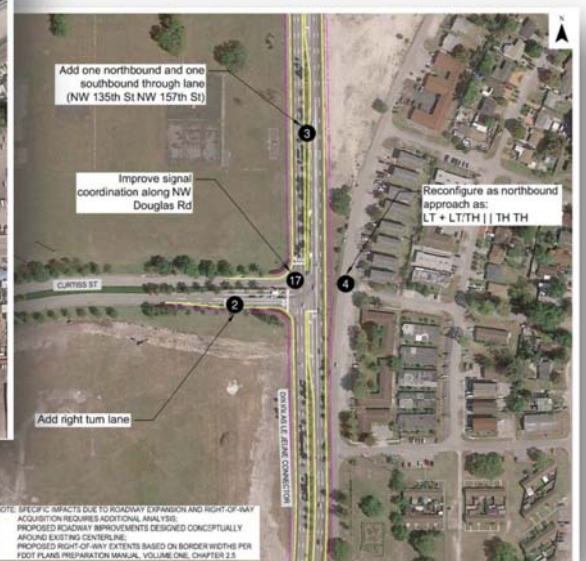 Add one northbound and one
southbound through lane
(NW 135th St NW 157th St)
3
Improve signal
coordination along NW
Douglas Rd
Reconfigure as northbound
approach as:
LT + LT/TH | | TH TH
CURTISS ST
17
4
2
Add right turn lane
DOUGLAS LE JEUNE CONNECTOR
NOTE: SPECIFIC IMPACTS DUE TO ROADWAY EXPANSION AND RIGHT-OF-WAY
ACQUISITION REQUIRES ADDITIONAL ANALYSIS;
PROPOSED ROADWAY IMPROVEMENTS DESIGNED CONCEPTUALLY
AROUND EXISTING CENTERLINE;
PROPOSED RIGHT-OF-WAY EXTENTS BASED ON BORDER WIDTHS PER
FDOT PLANS PREPARATION MANUAL, VOLUME ONE, CHAPTER 2.5